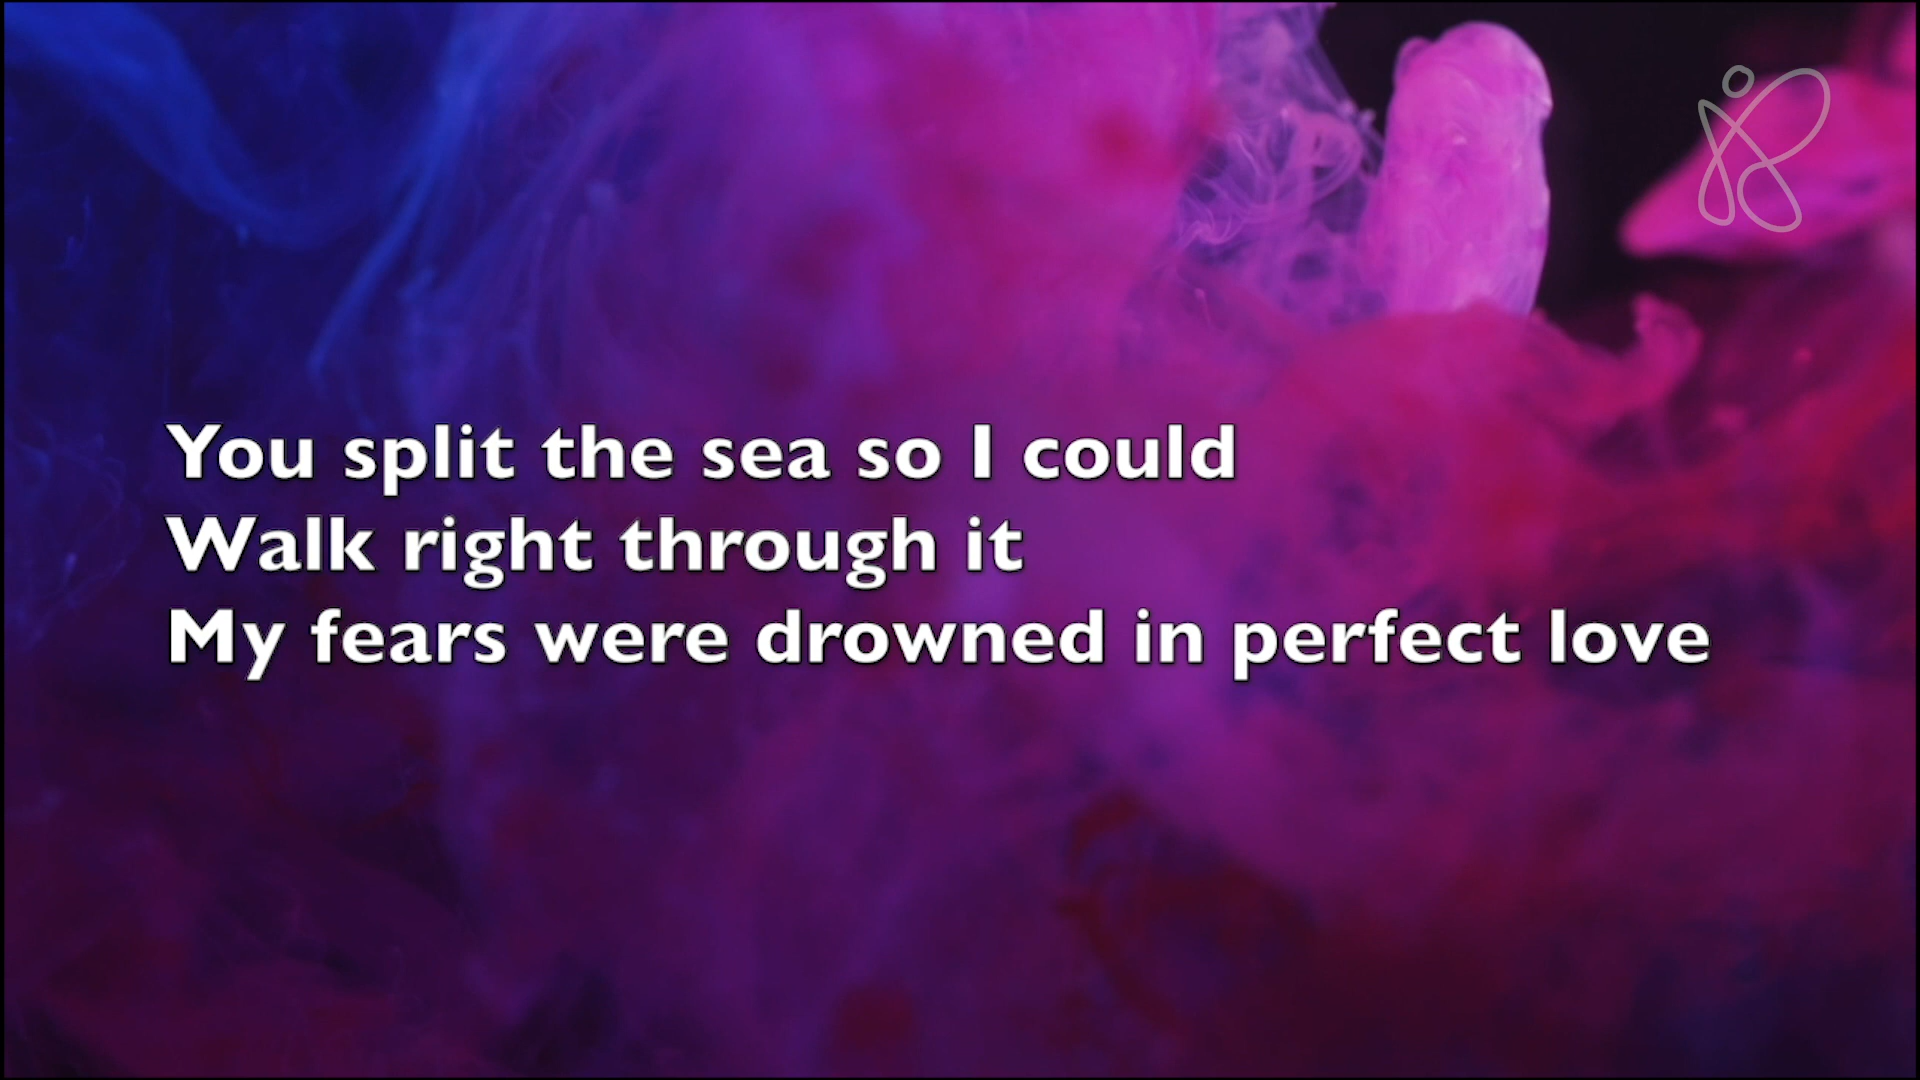 You split the sea so I could
Walk right through it
My fears were drowned in perfect love